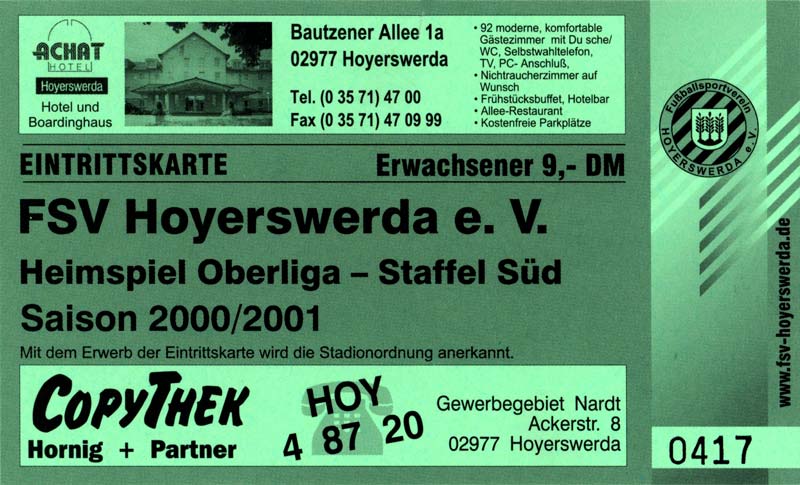 ACHAT
HOTEL
Hoyerswerda
Hotel und
Boardinghaus
Bautzener Allee 1a
02977 Hoyerswerda
Tel. (0 35 71) 47 00
Fax (0 35 71) 47 09 99
• 92 moderne, komfortable
Gästezimmer mit Du sche/
WC, Selbstwahltelefon,
TV, PC- Anschluß,
• Nichtraucherzimmer auf
Wunsch
• Frühstücksbuffet, Hotelbar
• Allee-Restaurant
• Kostenfreie Parkplätze
EINTRITTSKARTE Erwachsener 9,- DM
FSV Hoyerswerda e. V.
Heimspiel Oberliga – Staffel Süd
Saison 2000/2001
Mit dem Erwerb der Eintrittskarte wird die Stadionordnung anerkannt.
COPYTHEK
Hornig + Partner
HOY
4 87 20
Gewerbegebiet Nardt
Ackerstr. 8
02977 Hoyerswerda
Fußballsportverein
HOYERSWERDA e.V.
www.fsv-hoyerswerda.de
0417